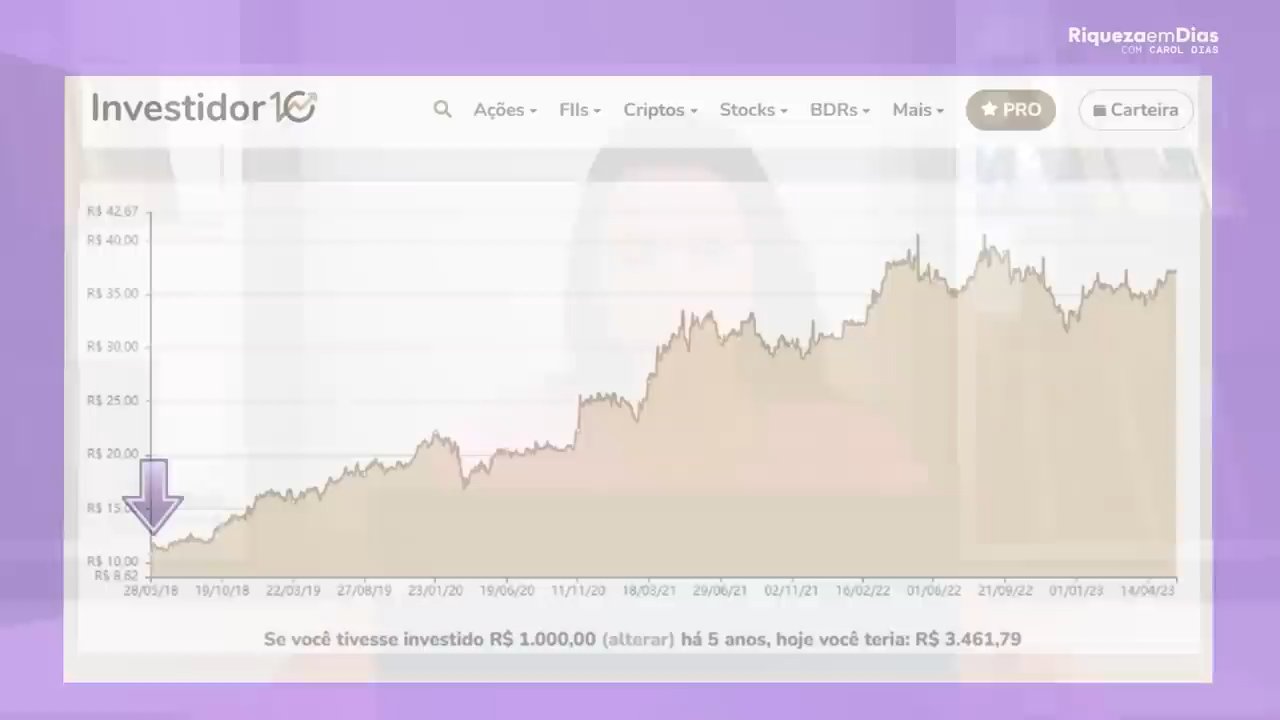 RiquezaemDias
COM CAROL DIAS
Investidor10
Ações FIIs Criptos Stocks BDRs Mais PRO Carteira
R$ 42.67
R$ 40.00
R$ 35.00
R$ 30.00
R$ 25.00
R$ 20.00
R$ 15.0
R$ 10.00
R$ 8.62
28/05/18 19/10/18 22/03/19 27/08/19 23/01/20 19/06/20 11/11/20 18/03/21 29/06/21 02/11/21 16/02/22 01/06/22 21/09/22 01/01/23 14/04/23
Se você tivesse investido R$ 1.000,00 (alterar) há 5 anos, hoje você teria: R$ 3.461,79